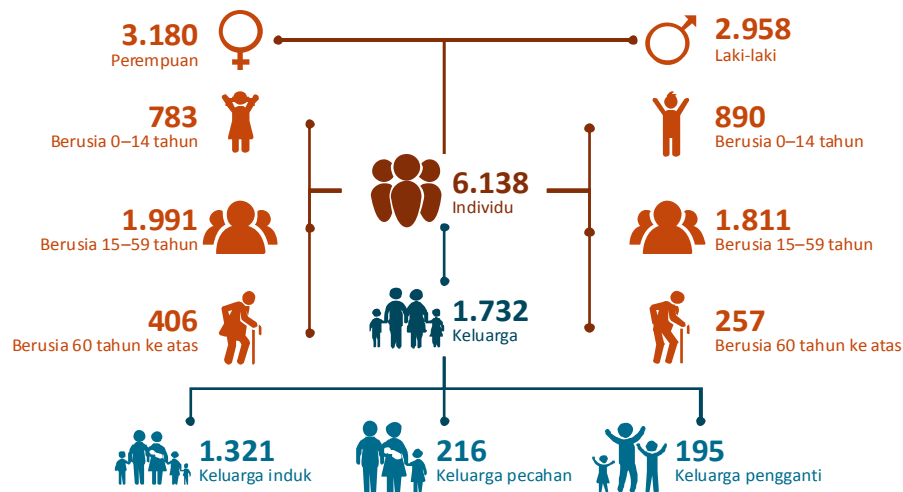 3.180
Perempuan
2.958
Laki-laki
783
Berusia 0–14 tahun
890
Berusia 0–14 tahun
6.138
Individu
1.991
Berusia 15–59 tahun
1.811
Berusia 15–59 tahun
1.732
Keluarga
406
Berusia 60 tahun ke atas
257
Berusia 60 tahun ke atas
1.321
Keluarga induk
216
Keluarga pecahan
195
Keluarga pengganti